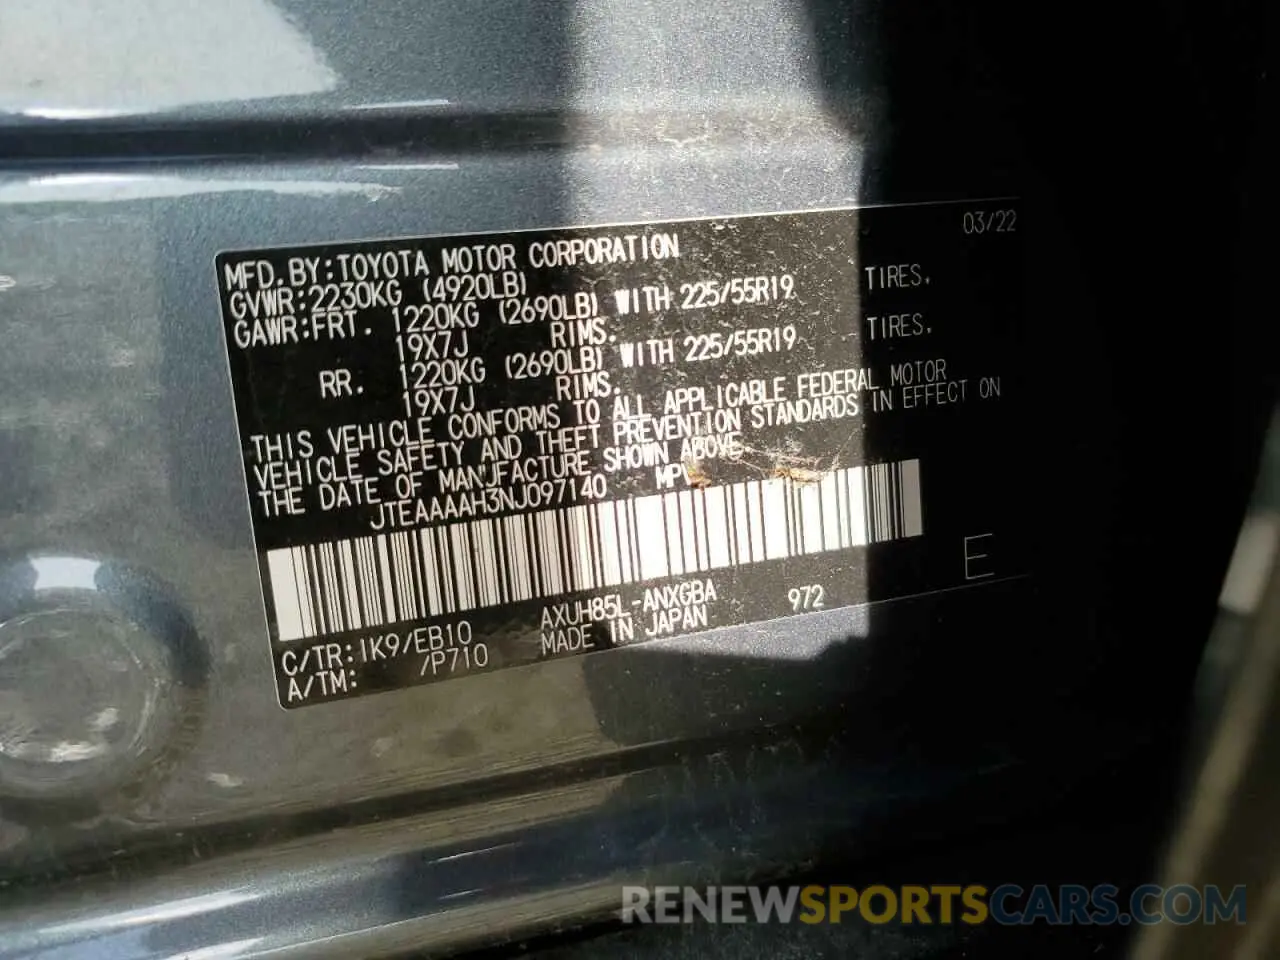 03/22
MFD. BY:TOYOTA MOTOR CORPORATION
GVWR:2230KG (4920LB)
GAWR:FRT. 1220KG (2690LB) WITH 225/55R19 TIRES,
19X7J RIMS.
RR. 1220KG (2690LB) WITH 225/55R19 TIRES,
19X7J RIMS.
THIS VEHICLE CONFORMS TO ALL APPLICABLE FEDERAL MOTOR
VEHICLE SAFETY AND THEFT PREVENTION STANDARDS IN EFFECT ON
THE DATE OF MANUFACTURE SHOWN ABOVE.
JTEAAAAH3NJ097140 MPV
E
C/TR:1K9/EB10 AXUH85L-ANXGBA 972
A/TM: /P710 MADE IN JAPAN
RENEWSPORTSCARS.COM